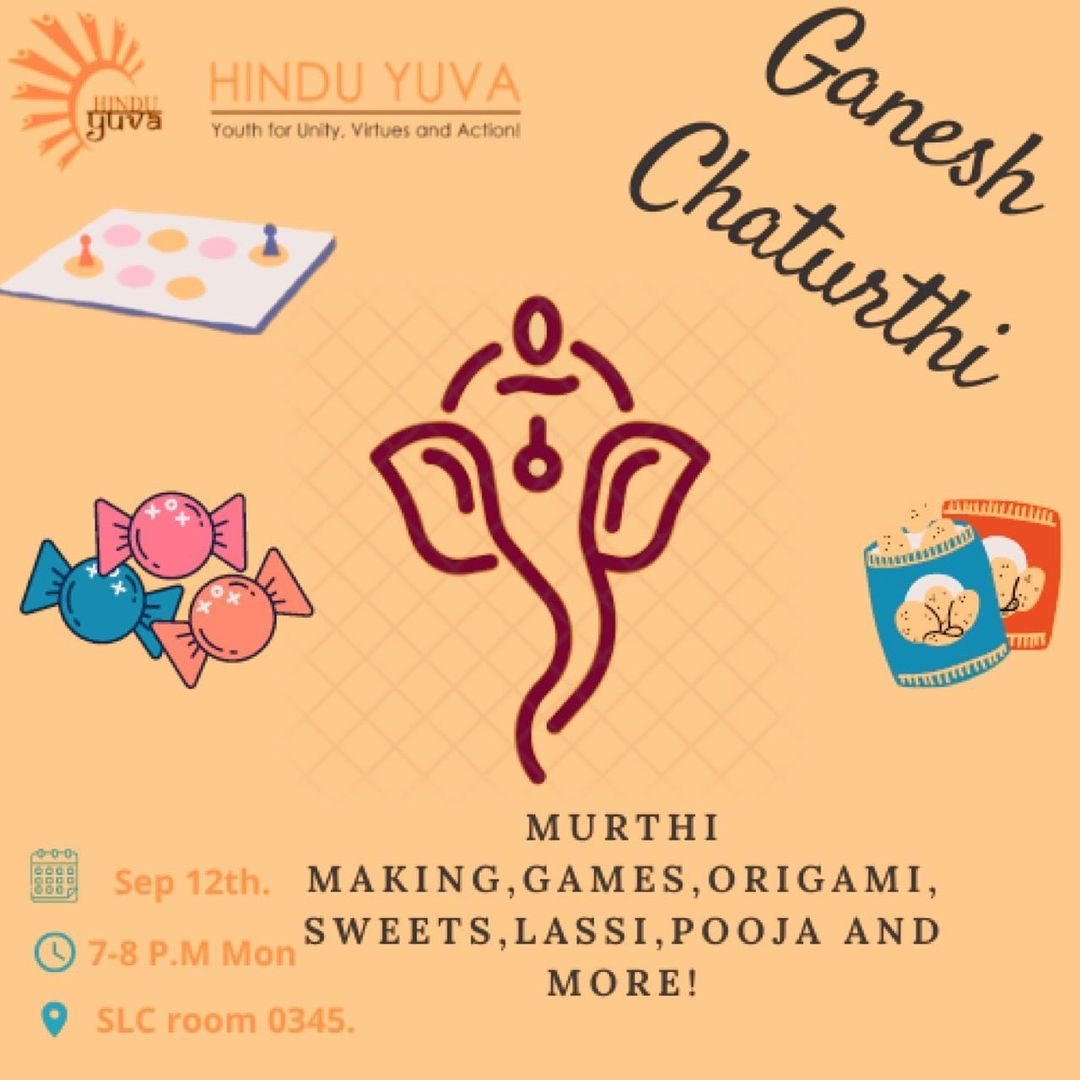 HINDU
yuva
HINDU YUVA
Youth for Unity, Virtues and Action!
Ganesh
Chaturthi
MURTHI
MAKING,GAMES,ORIGAMI,
SWEETS,LASSI,POOJA AND
MORE!
Sep 12th.
7-8 P.M Mon
SLC room 0345.